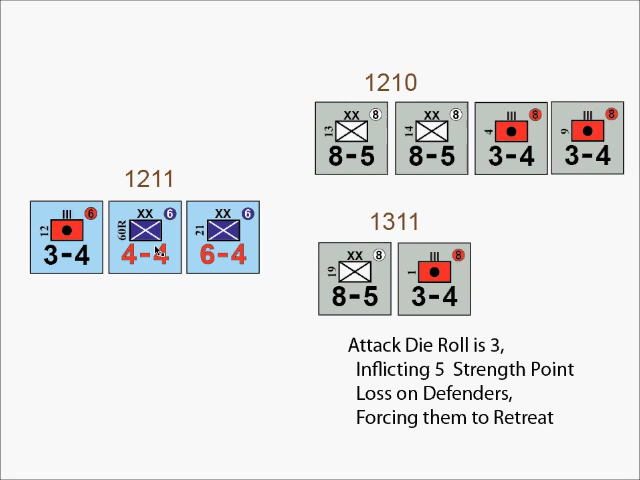 1210
XX 8 XX 8 III 8 III 8
13 14 4 9
8-5 8-5 3-4 3-4
1211
III 6 XX 6 XX 6
12 60R 21
3-4 4-4 6-4
1311
XX 8 III 8
19 1
8-5 3-4
Attack Die Roll is 3,
Inflicting 5 Strength Point
Loss on Defenders,
Forcing them to Retreat